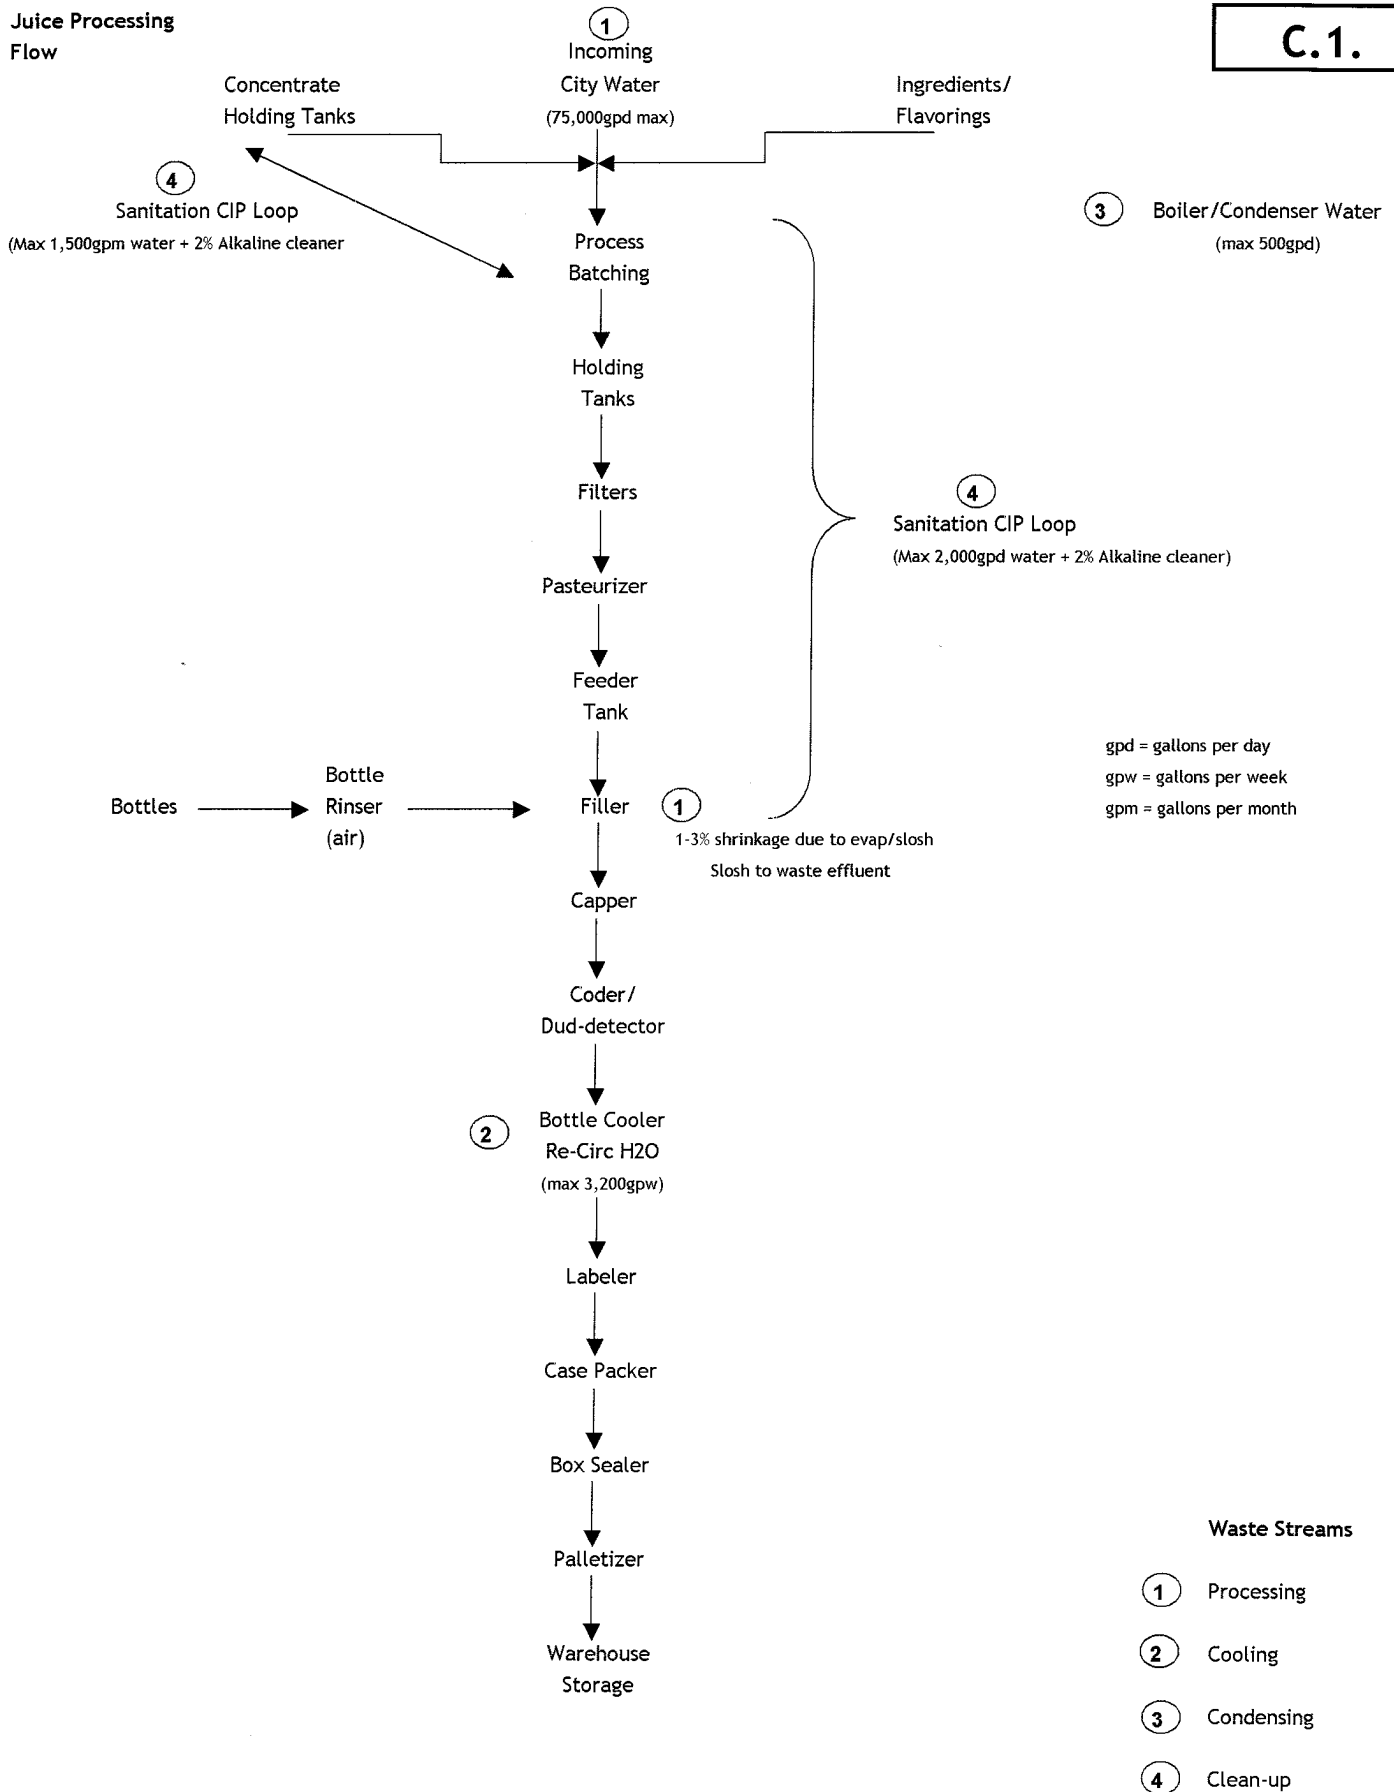 Juice Processing
Flow
C.1.
1
Incoming
City Water
(75,000gpd max)
Concentrate
Holding Tanks
Ingredients/
Flavorings
4
Sanitation CIP Loop
(Max 1,500gpm water + 2% Alkaline cleaner
3 Boiler/Condenser Water
(max 500gpd)
Process
Batching
Holding
Tanks
Filters
4
Sanitation CIP Loop
(Max 2,000gpd water + 2% Alkaline cleaner)
Pasteurizer
Feeder
Tank
gpd = gallons per day
gpw = gallons per week
gpm = gallons per month
Bottles
Bottle
Rinser
(air)
Filler
1
1-3% shrinkage due to evap/slosh
Slosh to waste effluent
Capper
Coder/
Dud-detector
2
Bottle Cooler
Re-Circ H2O
(max 3,200gpw)
Labeler
Case Packer
Box Sealer
Palletizer
Warehouse
Storage
Waste Streams
1 Processing
2 Cooling
3 Condensing
4 Clean-up